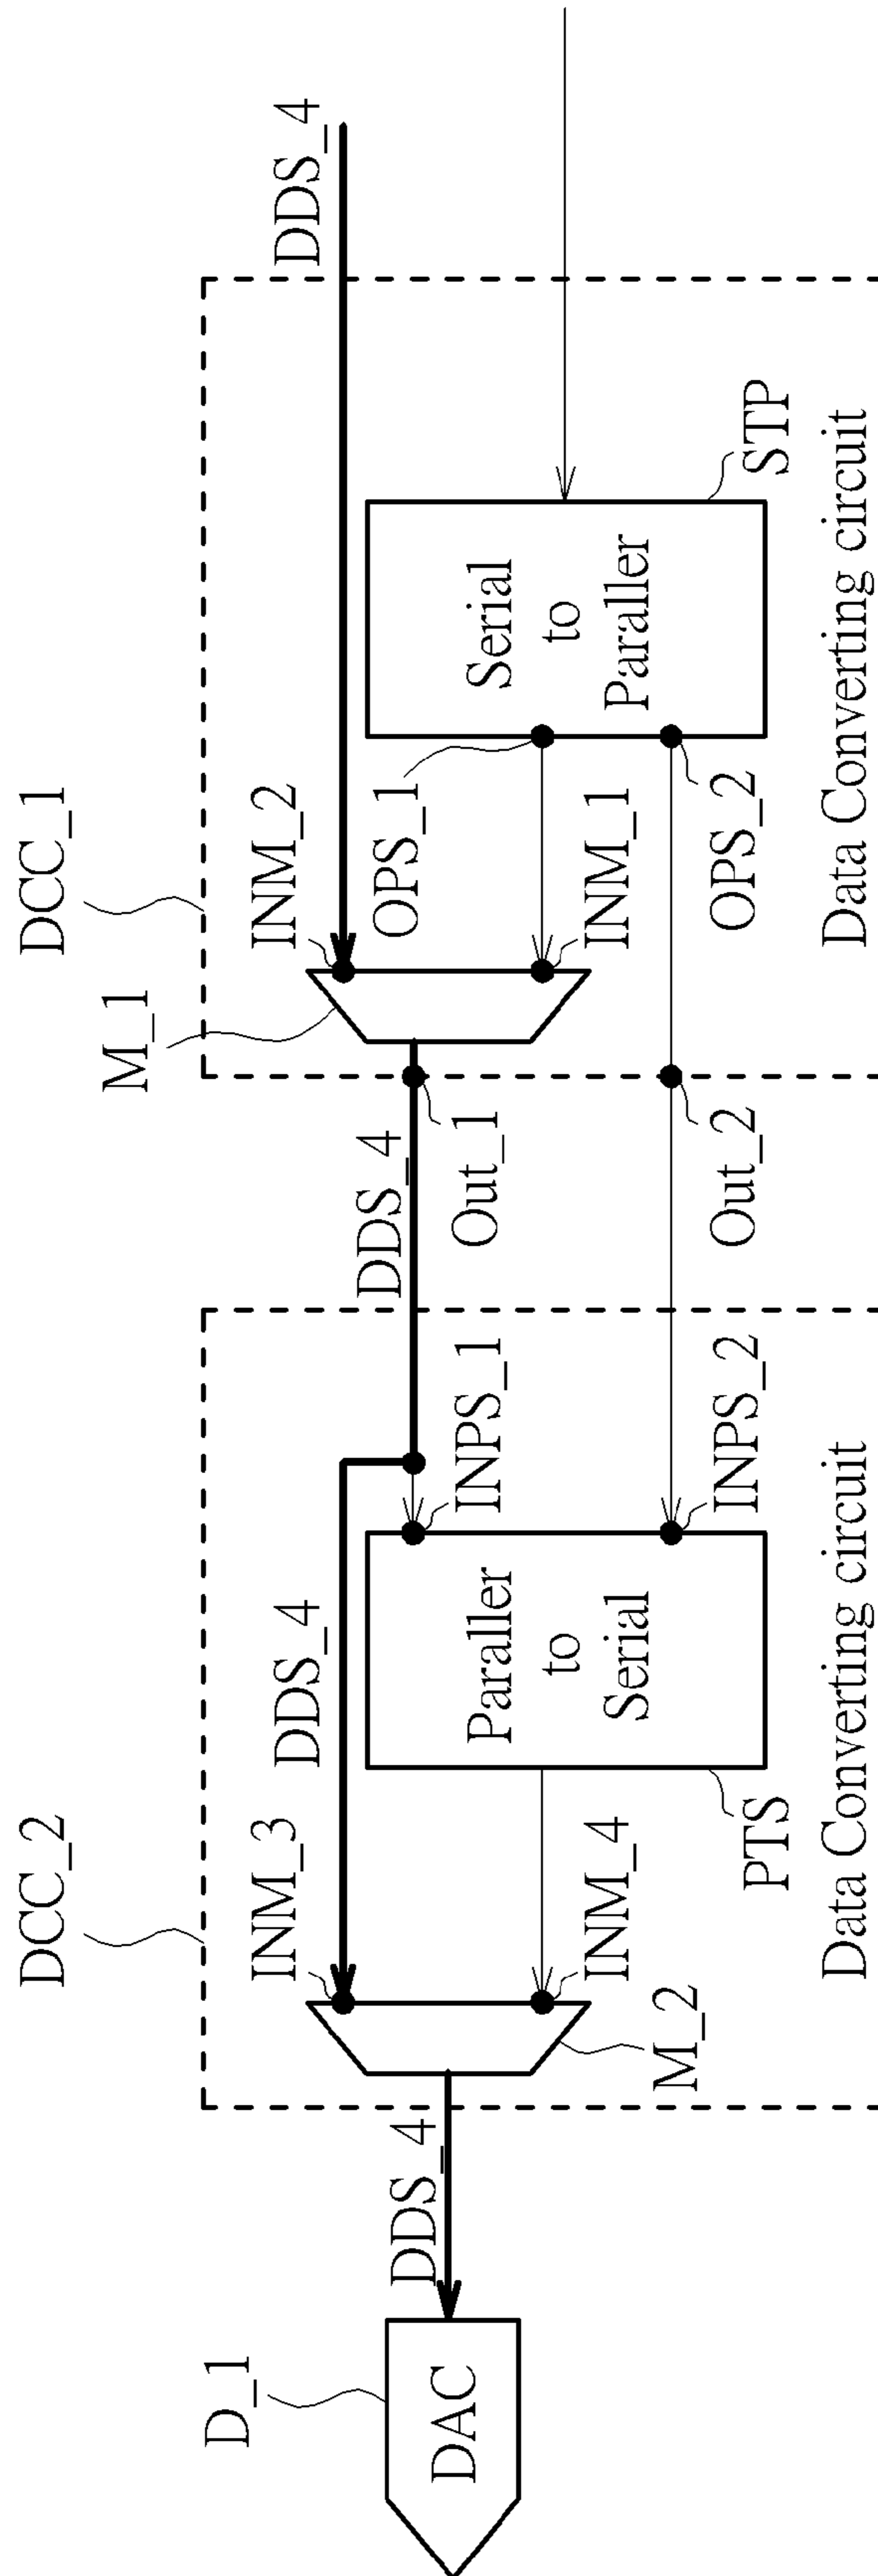 DCC_2
DCC_1
D_1
M_1
INM_3
DDS_4
INM_2
DDS_4
DDS_4
DDS_4
OPS_1
DAC
Paraller
to
Serial
INPS_1
Out_1
Serial
to
Paraller
INM_4
INM_1
M_2
PTS
INPS_2
Out_2
OPS_2
STP
Data Converting circuit
Data Converting circuit